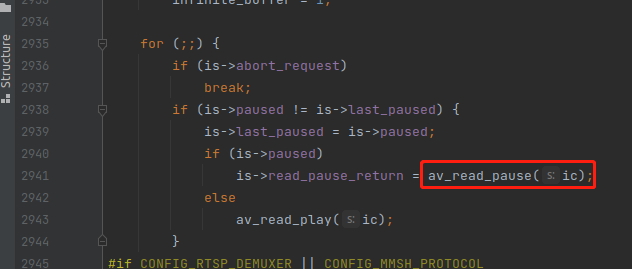 Structure
2933 infinite_buffer = 1;
2934
2935 for (;;) {
2936 if (is->abort_request)
2937 break;
2938 if (is->paused != is->last_paused) {
2939 is->last_paused = is->paused;
2940 if (is->paused)
2941 is->read_pause_return = av_read_pause( s: ic);
2942 else
2943 av_read_play( s: ic);
2944 }
2945 #if CONFIG_RTSP_DEMUXER || CONFIG_MMSH_PROTOCOL